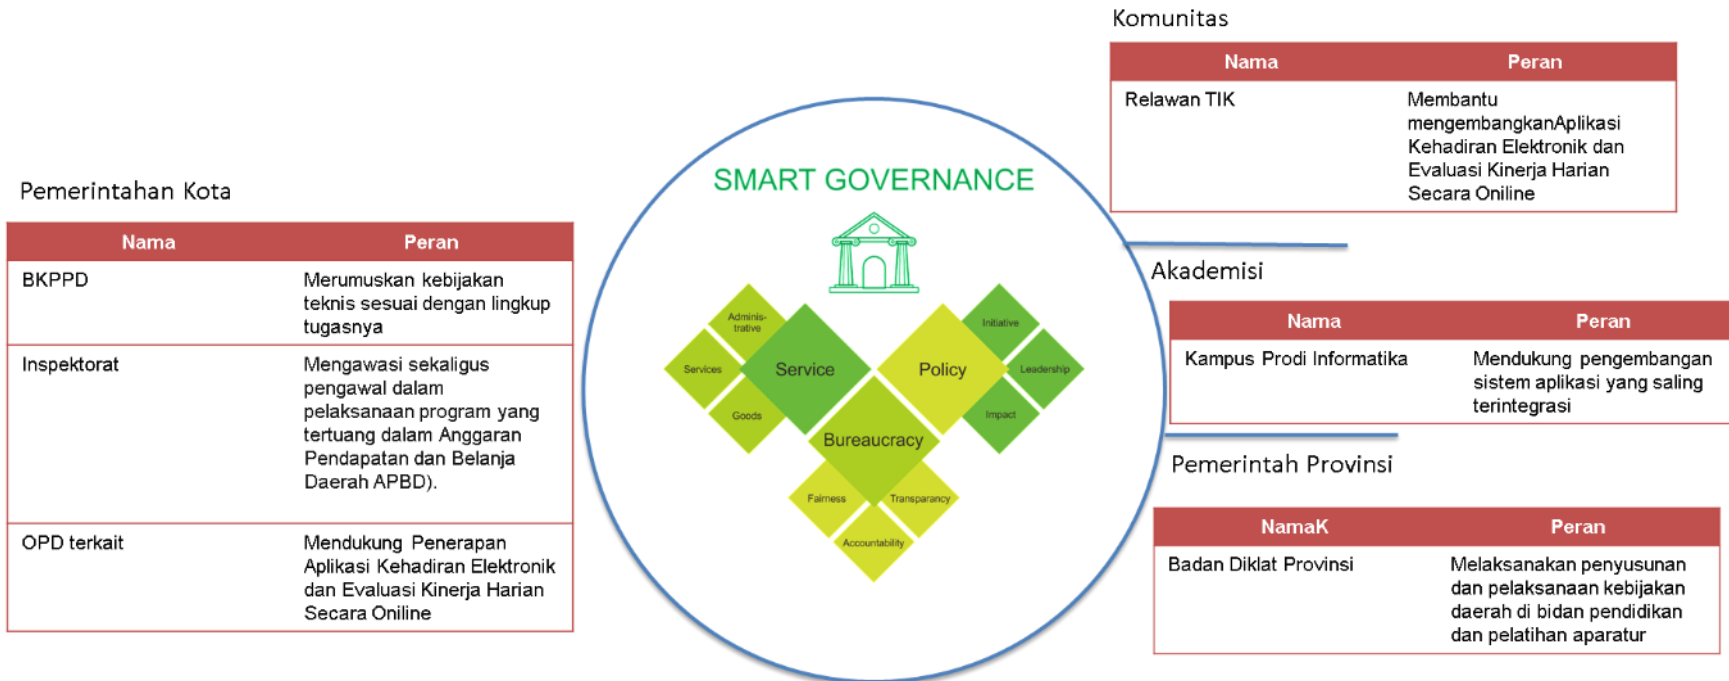 Komunitas
Nama Peran
Relawan TIK Membantu
mengembangkanAplikasi
Kehadiran Elektronik dan
Evaluasi Kinerja Harian
Secara Oniline
Pemerintahan Kota
Nama Peran
BKPPD Merumuskan kebijakan
teknis sesuai dengan lingkup
tugasnya
Inspektorat Mengawasi sekaligus
pengawal dalam
pelaksanaan program yang
tertuang dalam Anggaran
Pendapatan dan Belanja
Daerah APBD).
OPD terkait Mendukung Penerapan
Aplikasi Kehadiran Elektronik
dan Evaluasi Kinerja Harian
Secara Oniline
SMART GOVERNANCE
Adminis-
trative
Services
Goods
Service
Policy
Initiative
Leadership
Impact
Bureaucracy
Fairness
Transparancy
Accountability
Akademisi
Nama Peran
Kampus Prodi Informatika Mendukung pengembangan
sistem aplikasi yang saling
terintegrasi
Pemerintah Provinsi
NamaK Peran
Badan Diklat Provinsi Melaksanakan penyusunan
dan pelaksanaan kebijakan
daerah di bidan pendidikan
dan pelatihan aparatur